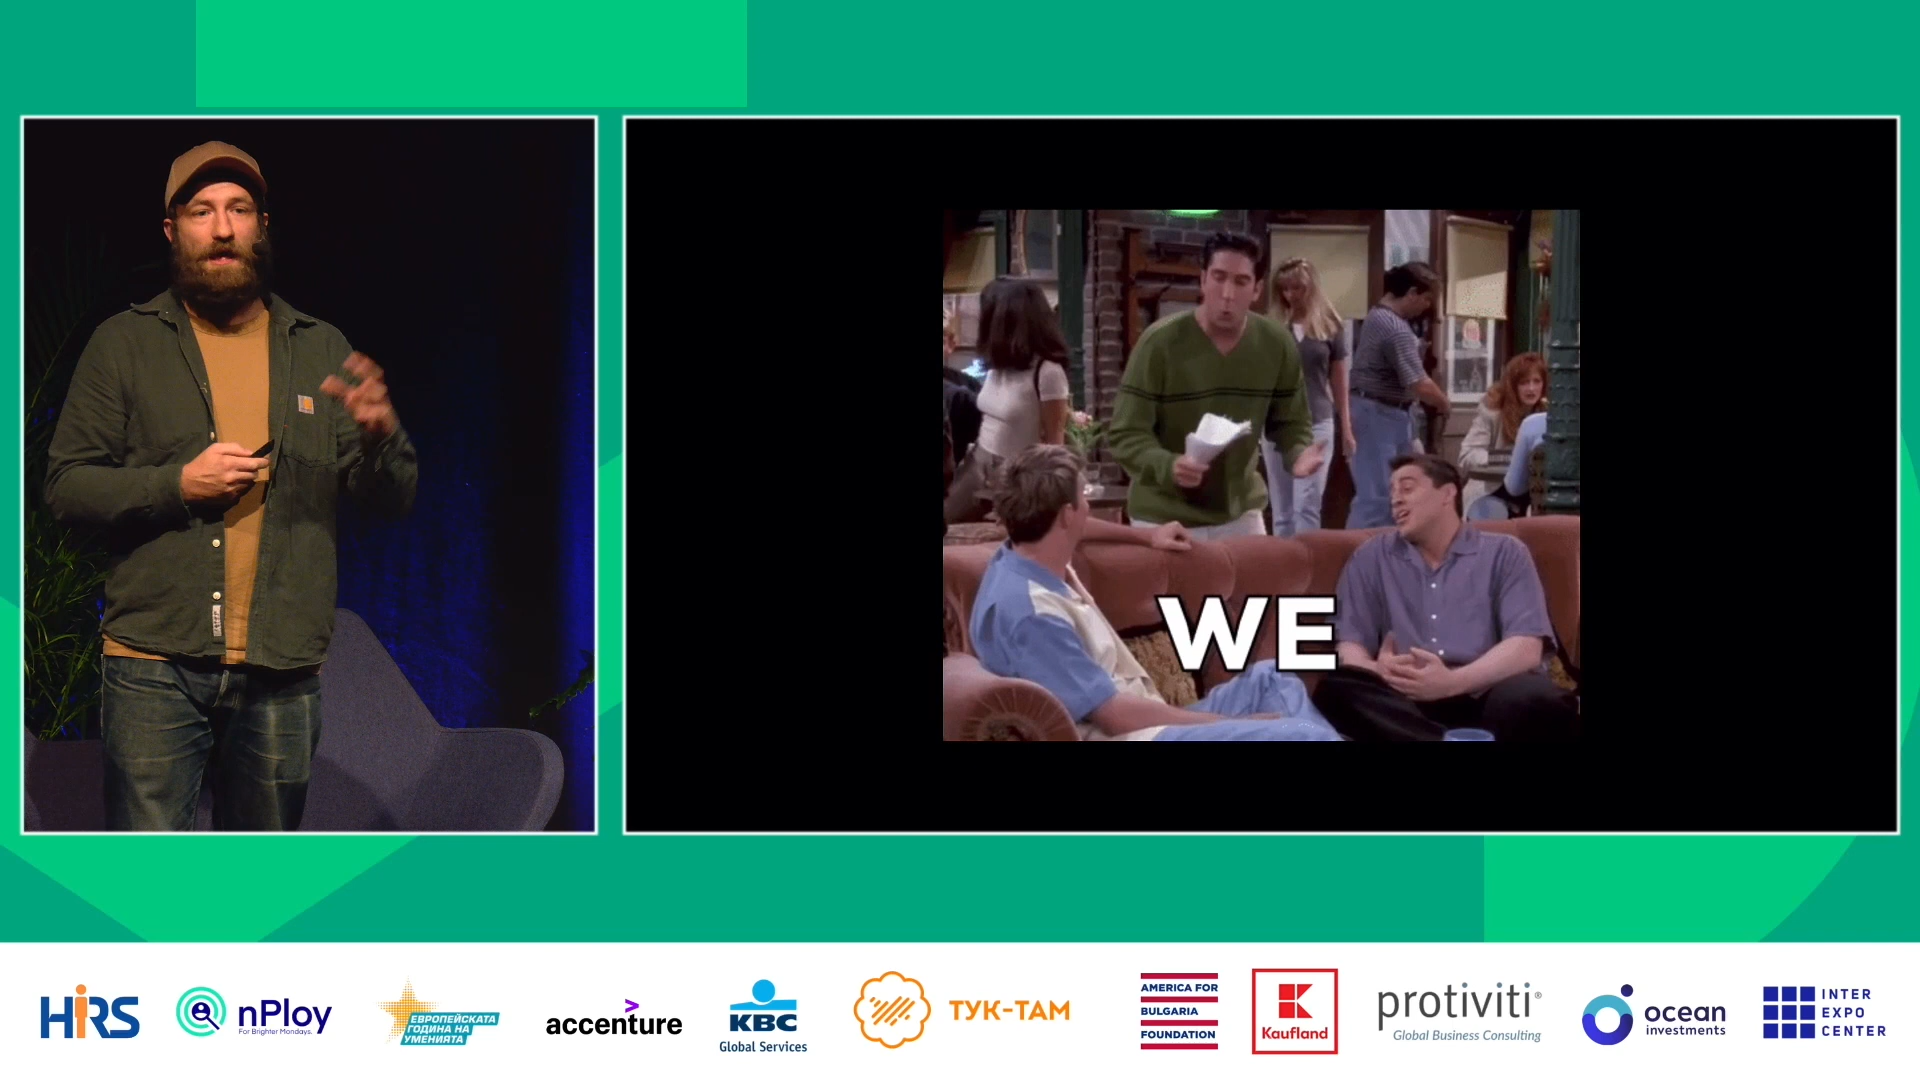 WE
HRS
nPloy
For Brighter Mondays.
ЕВРОПЕЙСКАТА
ГОДИНА НА
УМЕНИЯТА
accenture
KBC
Global Services
ТУК-ТАМ
AMERICA FOR
BULGARIA
FOUNDATION
Kaufland
protiviti®
Global Business Consulting
ocean
investments
INTER
EXPO
CENTER